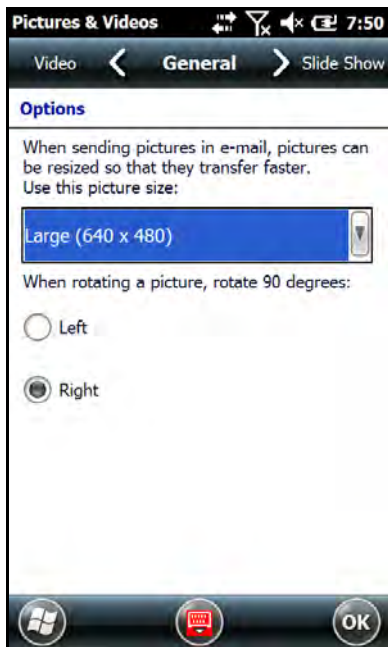 Pictures & Videos 7:50
Video General Slide Show
Options
When sending pictures in e-mail, pictures can
be resized so that they transfer faster.
Use this picture size:
Large (640 x 480)
When rotating a picture, rotate 90 degrees:
Left
Right
OK